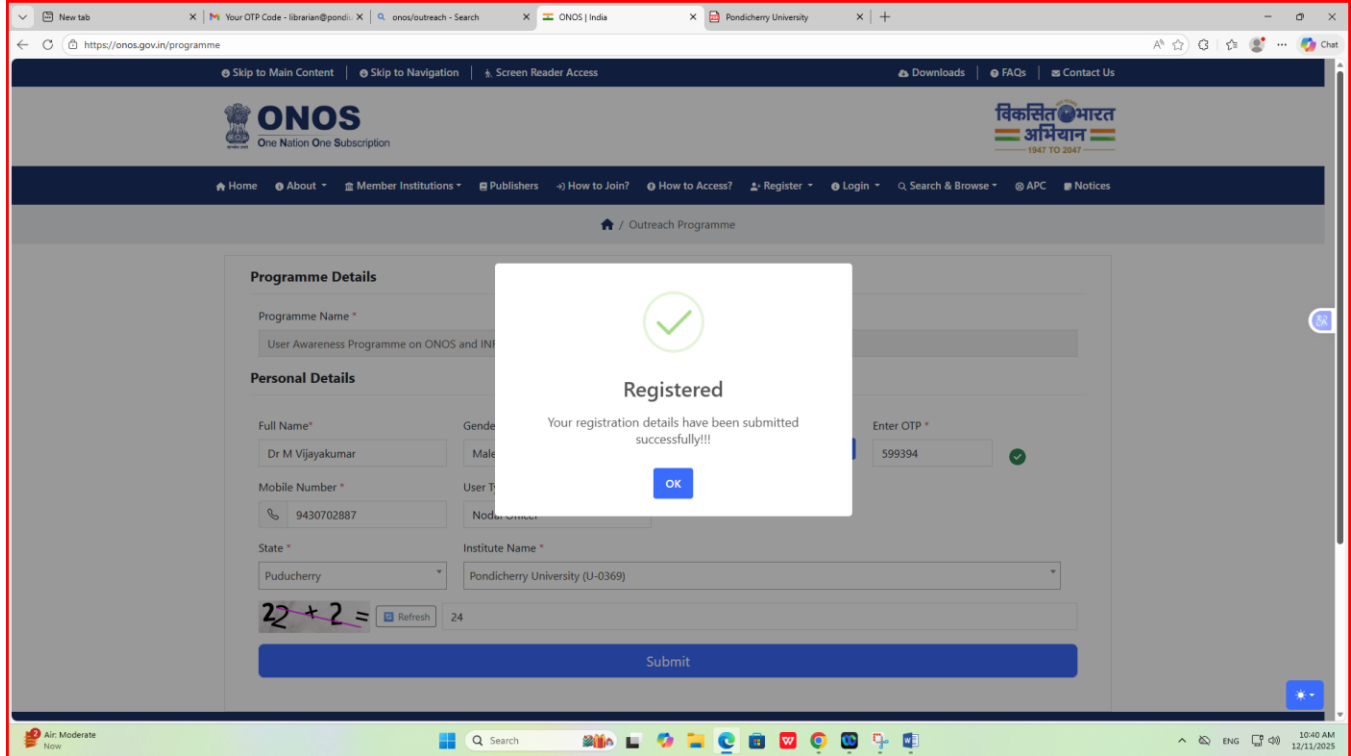 New tab
Your OTP Code - librarian@pondic
onos/outreach - Search
ONOS | India
Pondicherry University
https://onos.gov.in/programme
Chat
Skip to Main Content
Skip to Navigation
Screen Reader Access
Downloads
FAQs
Contact Us
ONOS
One Nation One Subscription
विकसित भारत
अभियान
1947 TO 2047
Home
About
Member Institutions
Publishers
How to Join?
How to Access?
Register
Login
Search & Browse
APC
Notices
/ Outreach Programme
Programme Details
Programme Name *
User Awareness Programme on ONOS and INF
Personal Details
Registered
Your registration details have been submitted
successfully!!!
OK
Full Name*
Gende
Enter OTP *
Dr M Vijayakumar
Male
599394
Mobile Number *
User T
9430702887
Nodal Officer
State *
Institute Name *
Puducherry
Pondicherry University (U-0369)
22 + 2 =
Refresh
24
Submit
2
Air: Moderate
Now
Search
ENG
10:40 AM
12/11/2025